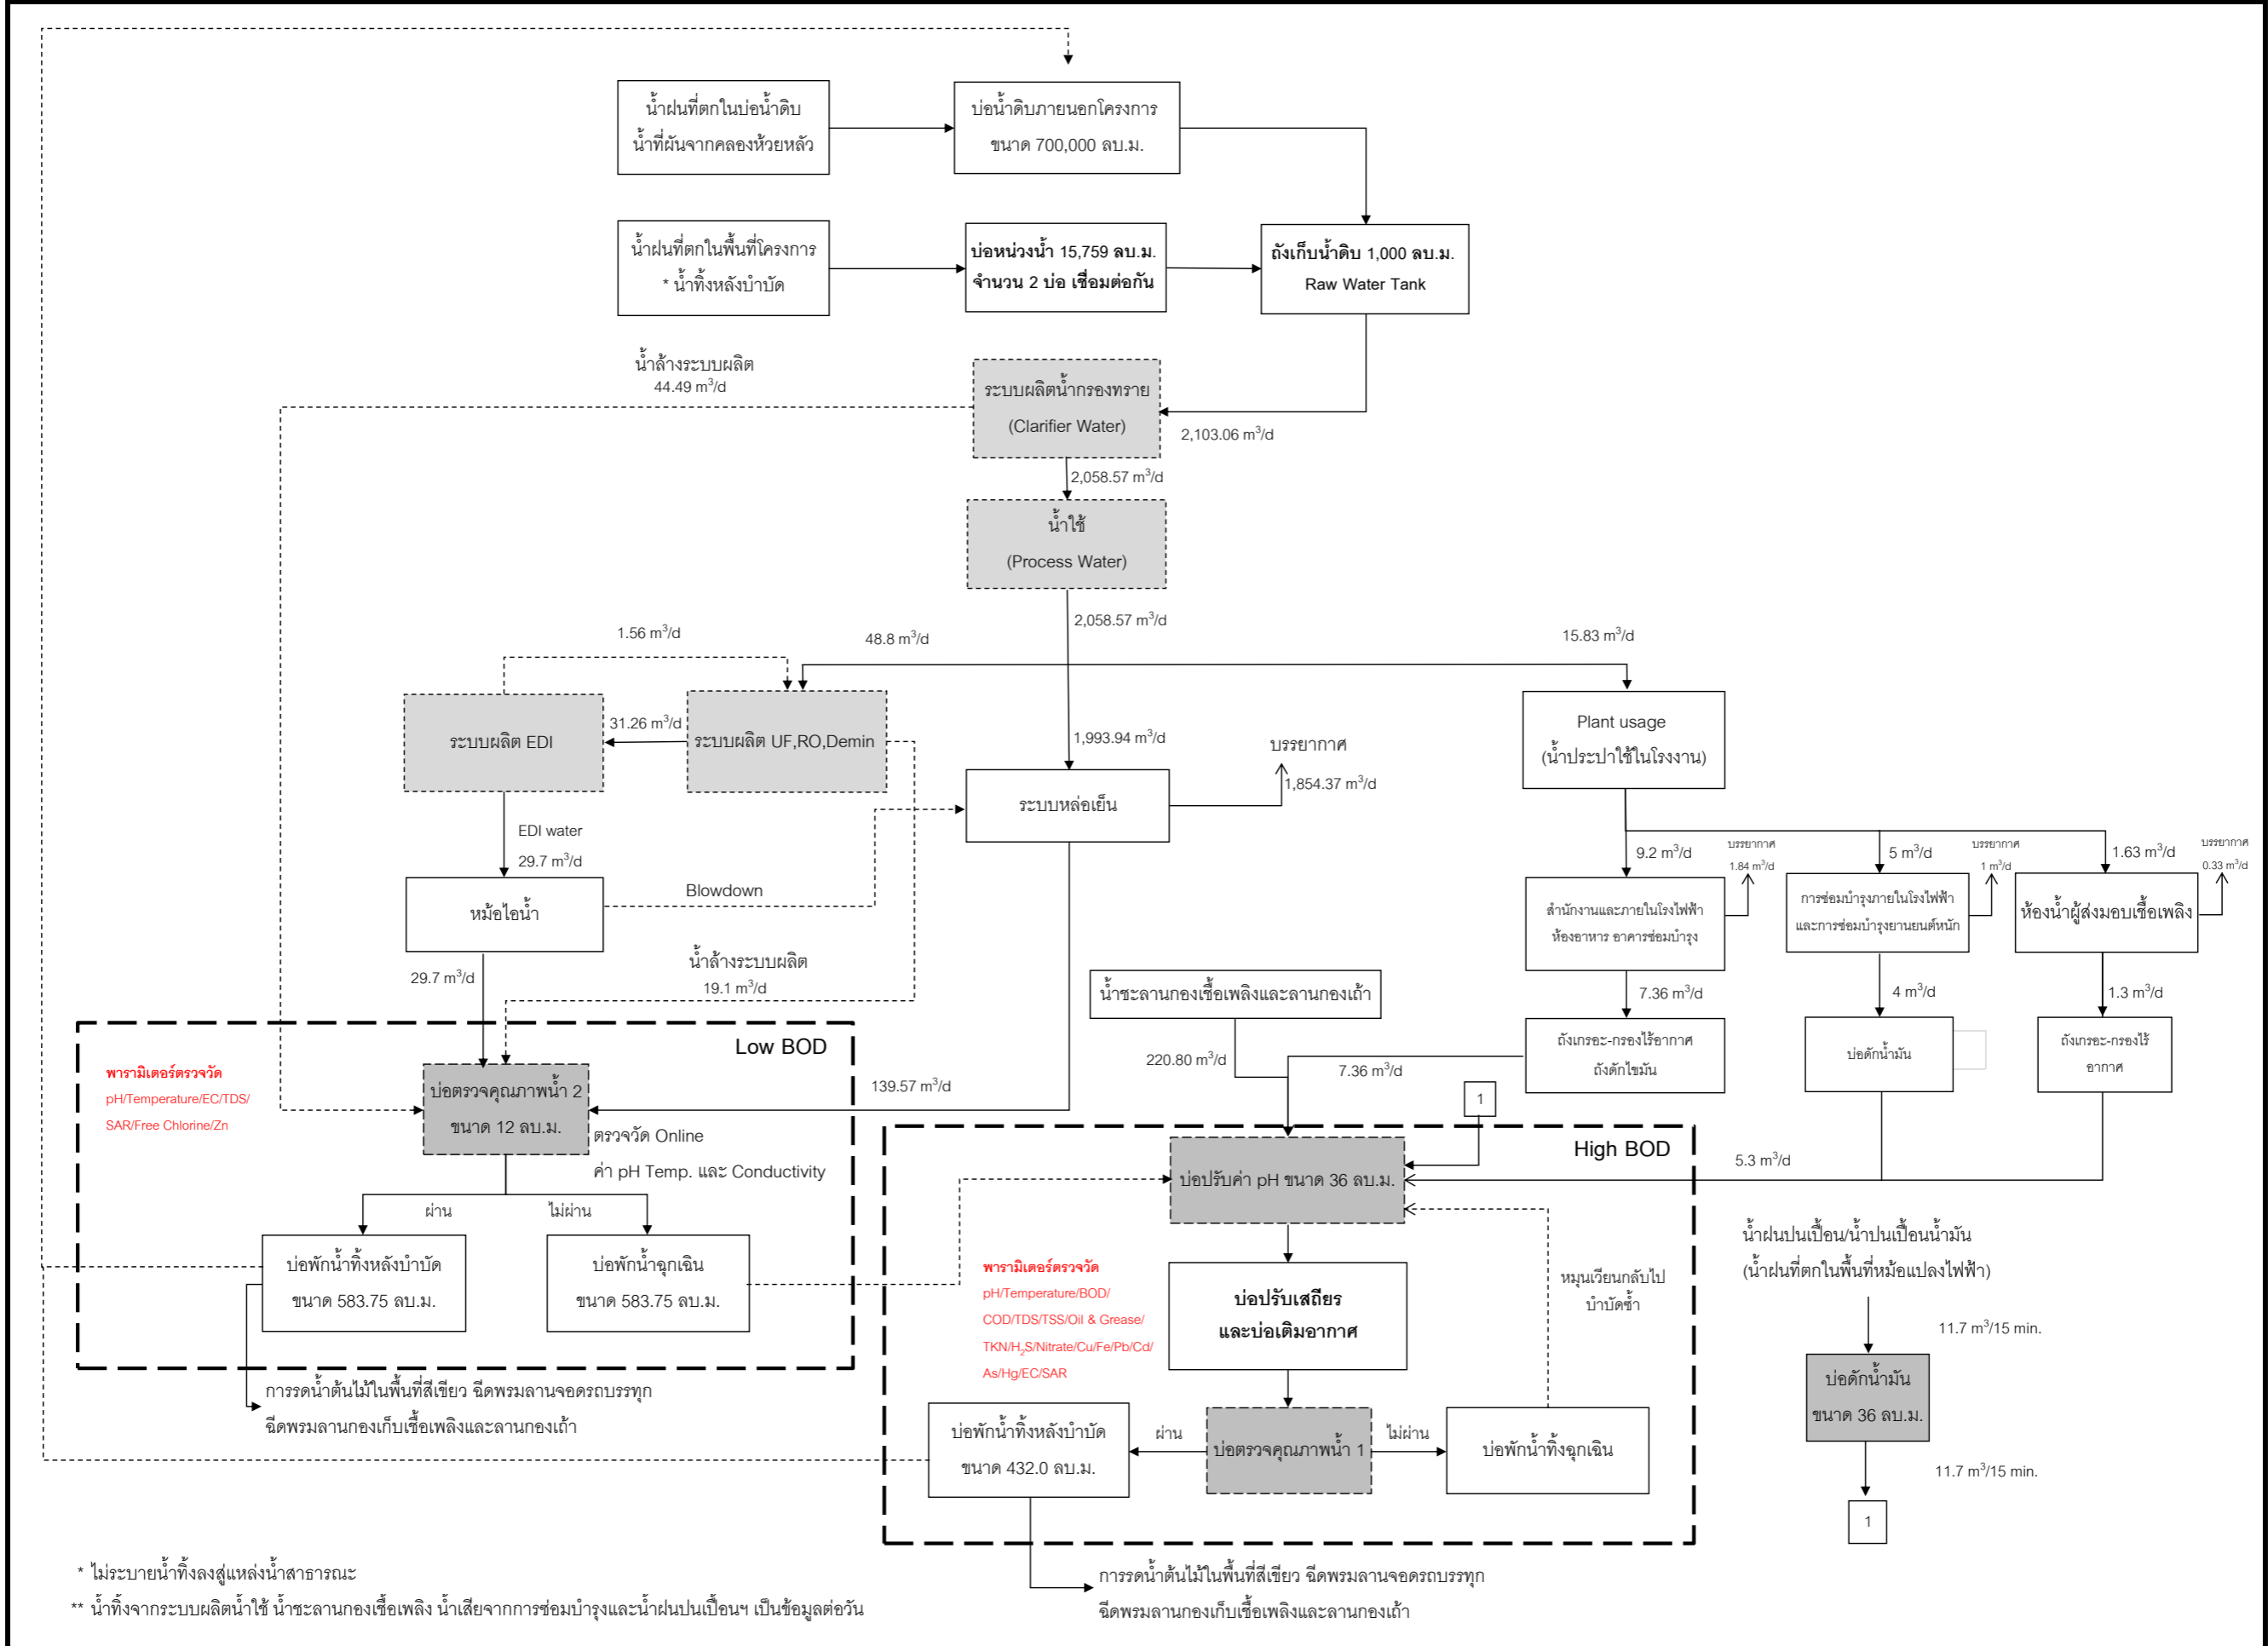 น้ำฝนที่ตกในบ่อน้ำดิบ
น้ำที่ผันจากคลองห้วยหลัว
บ่อน้ำดิบภายนอกโครงการ
ขนาด 700,000 ลบ.ม.
น้ำฝนที่ตกในพื้นที่โครงการ
* น้ำทิ้งหลังบำบัด
บ่อหน่วงน้ำ 15,759 ลบ.ม.
จำนวน 2 บ่อ เชื่อมต่อกัน
ถังเก็บน้ำดิบ 1,000 ลบ.ม.
Raw Water Tank
น้ำล้างระบบผลิต
44.49 m³/d
ระบบผลิตน้ำกรองทราย
(Clarifier Water)
2,103.06 m³/d
2,058.57 m³/d
น้ำใช้
(Process Water)
2,058.57 m³/d
1.56 m³/d
48.8 m³/d
15.83 m³/d
ระบบผลิต EDI
31.26 m³/d
ระบบผลิต UF,RO,Demin
1,993.94 m³/d
บรรยากาศ
1,854.37 m³/d
Plant usage
(น้ำประปาใช้ในโรงงาน)
ระบบหล่อเย็น
EDI water
29.7 m³/d
9.2 m³/d
บรรยากาศ
1.84 m³/d
5 m³/d
บรรยากาศ
1 m³/d
1.63 m³/d
บรรยากาศ
0.33 m³/d
หม้อไอน้ำ
Blowdown
สำนักงานและภายในโรงไฟฟ้า
ห้องอาหาร อาคารซ่อมบำรุง
การซ่อมบำรุงภายในโรงไฟฟ้า
และการซ่อมบำรุงยานยนต์หนัก
ห้องน้ำผู้ส่งมอบเชื้อเพลิง
29.7 m³/d
น้ำล้างระบบผลิต
19.1 m³/d
น้ำชะลานกองเชื้อเพลิงและลานกองเถ้า
7.36 m³/d
4 m³/d
1.3 m³/d
Low BOD
พารามิเตอร์ตรวจวัด
pH/Temperature/EC/TDS/
SAR/Free Chlorine/Zn
บ่อตรวจคุณภาพน้ำ 2
ขนาด 12 ลบ.ม.
139.57 m³/d
220.80 m³/d
7.36 m³/d
ถังเกรอะ-กรองไร้อากาศ
ถังดักไขมัน
บ่อดักน้ำมัน
ถังเกรอะ-กรองไร้
อากาศ
1
ตรวจวัด Online
ค่า pH Temp. และ Conductivity
High BOD
บ่อปรับค่า pH ขนาด 36 ลบ.ม.
5.3 m³/d
ผ่าน
ไม่ผ่าน
บ่อพักน้ำทิ้งหลังบำบัด
ขนาด 583.75 ลบ.ม.
บ่อพักน้ำฉุกเฉิน
ขนาด 583.75 ลบ.ม.
พารามิเตอร์ตรวจวัด
pH/Temperature/BOD/
COD/TDS/TSS/Oil & Grease/
TKN/H₂S/Nitrate/Cu/Fe/Pb/Cd/
As/Hg/EC/SAR
บ่อปรับเสถียร
และบ่อเติมอากาศ
หมุนเวียนกลับไป
บำบัดซ้ำ
น้ำฝนปนเปื้อน/น้ำปนเปื้อนน้ำมัน
(น้ำฝนที่ตกในพื้นที่หม้อแปลงไฟฟ้า)
11.7 m³/15 min.
บ่อดักน้ำมัน
ขนาด 36 ลบ.ม.
11.7 m³/15 min.
1
การรดน้ำต้นไม้ในพื้นที่สีเขียว ฉีดพรมลานจอดรถบรรทุก
ฉีดพรมลานกองเก็บเชื้อเพลิงและลานกองเถ้า
บ่อพักน้ำทิ้งหลังบำบัด
ขนาด 432.0 ลบ.ม.
ผ่าน
บ่อตรวจคุณภาพน้ำ 1
ไม่ผ่าน
บ่อพักน้ำทิ้งฉุกเฉิน
การรดน้ำต้นไม้ในพื้นที่สีเขียว ฉีดพรมลานจอดรถบรรทุก
ฉีดพรมลานกองเก็บเชื้อเพลิงและลานกองเถ้า
* ไม่ระบายน้ำทิ้งลงสู่แหล่งน้ำสาธารณะ
** น้ำทิ้งจากระบบผลิตน้ำใช้ น้ำชะลานกองเชื้อเพลิง น้ำเสียจากการซ่อมบำรุงและน้ำฝนปนเปื้อนฯ เป็นข้อมูลต่อวัน